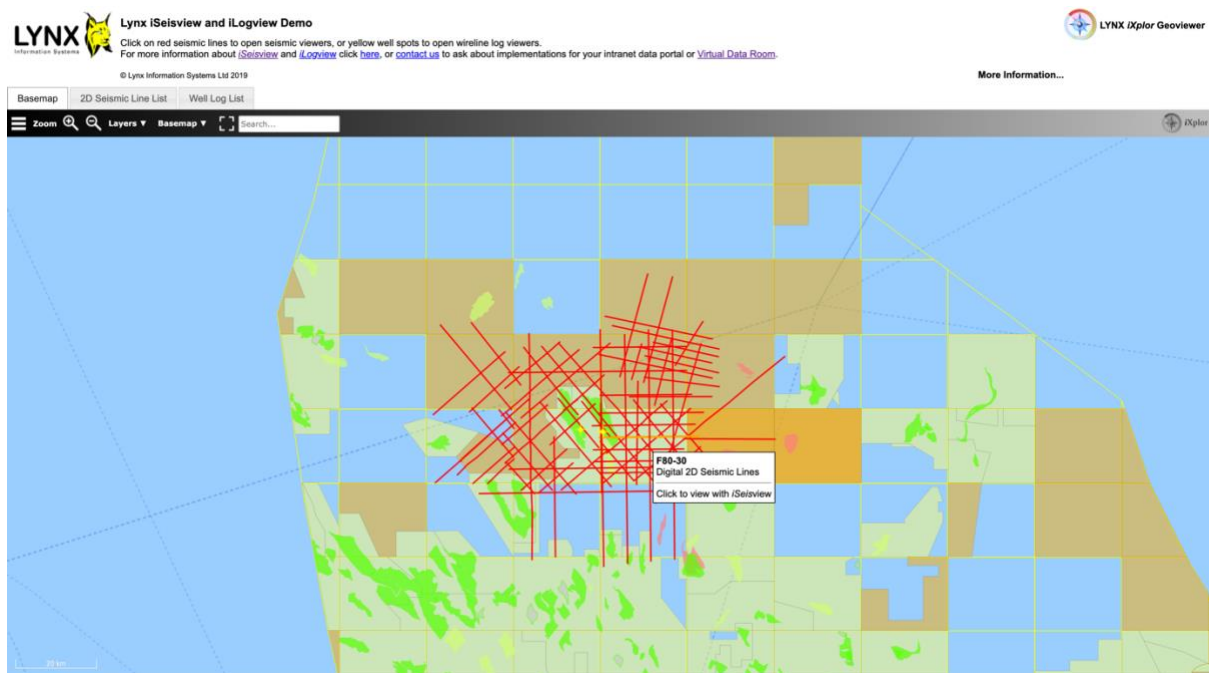 LYNX
Information Systems
Lynx iSeisview and iLogview Demo
Click on red seismic lines to open seismic viewers, or yellow well spots to open wireline log viewers.
For more information about iSeisview and iLogview click here, or contact us to ask about implementations for your intranet data portal or Virtual Data Room.
© Lynx Information Systems Ltd 2019
LYNX iXplor Geoviewer
More Information...
Basemap 2D Seismic Line List Well Log List
Zoom Layers ▼ Basemap ▼ Search...
iXplor
F80-30
Digital 2D Seismic Lines
Click to view with iSeisview
20 km